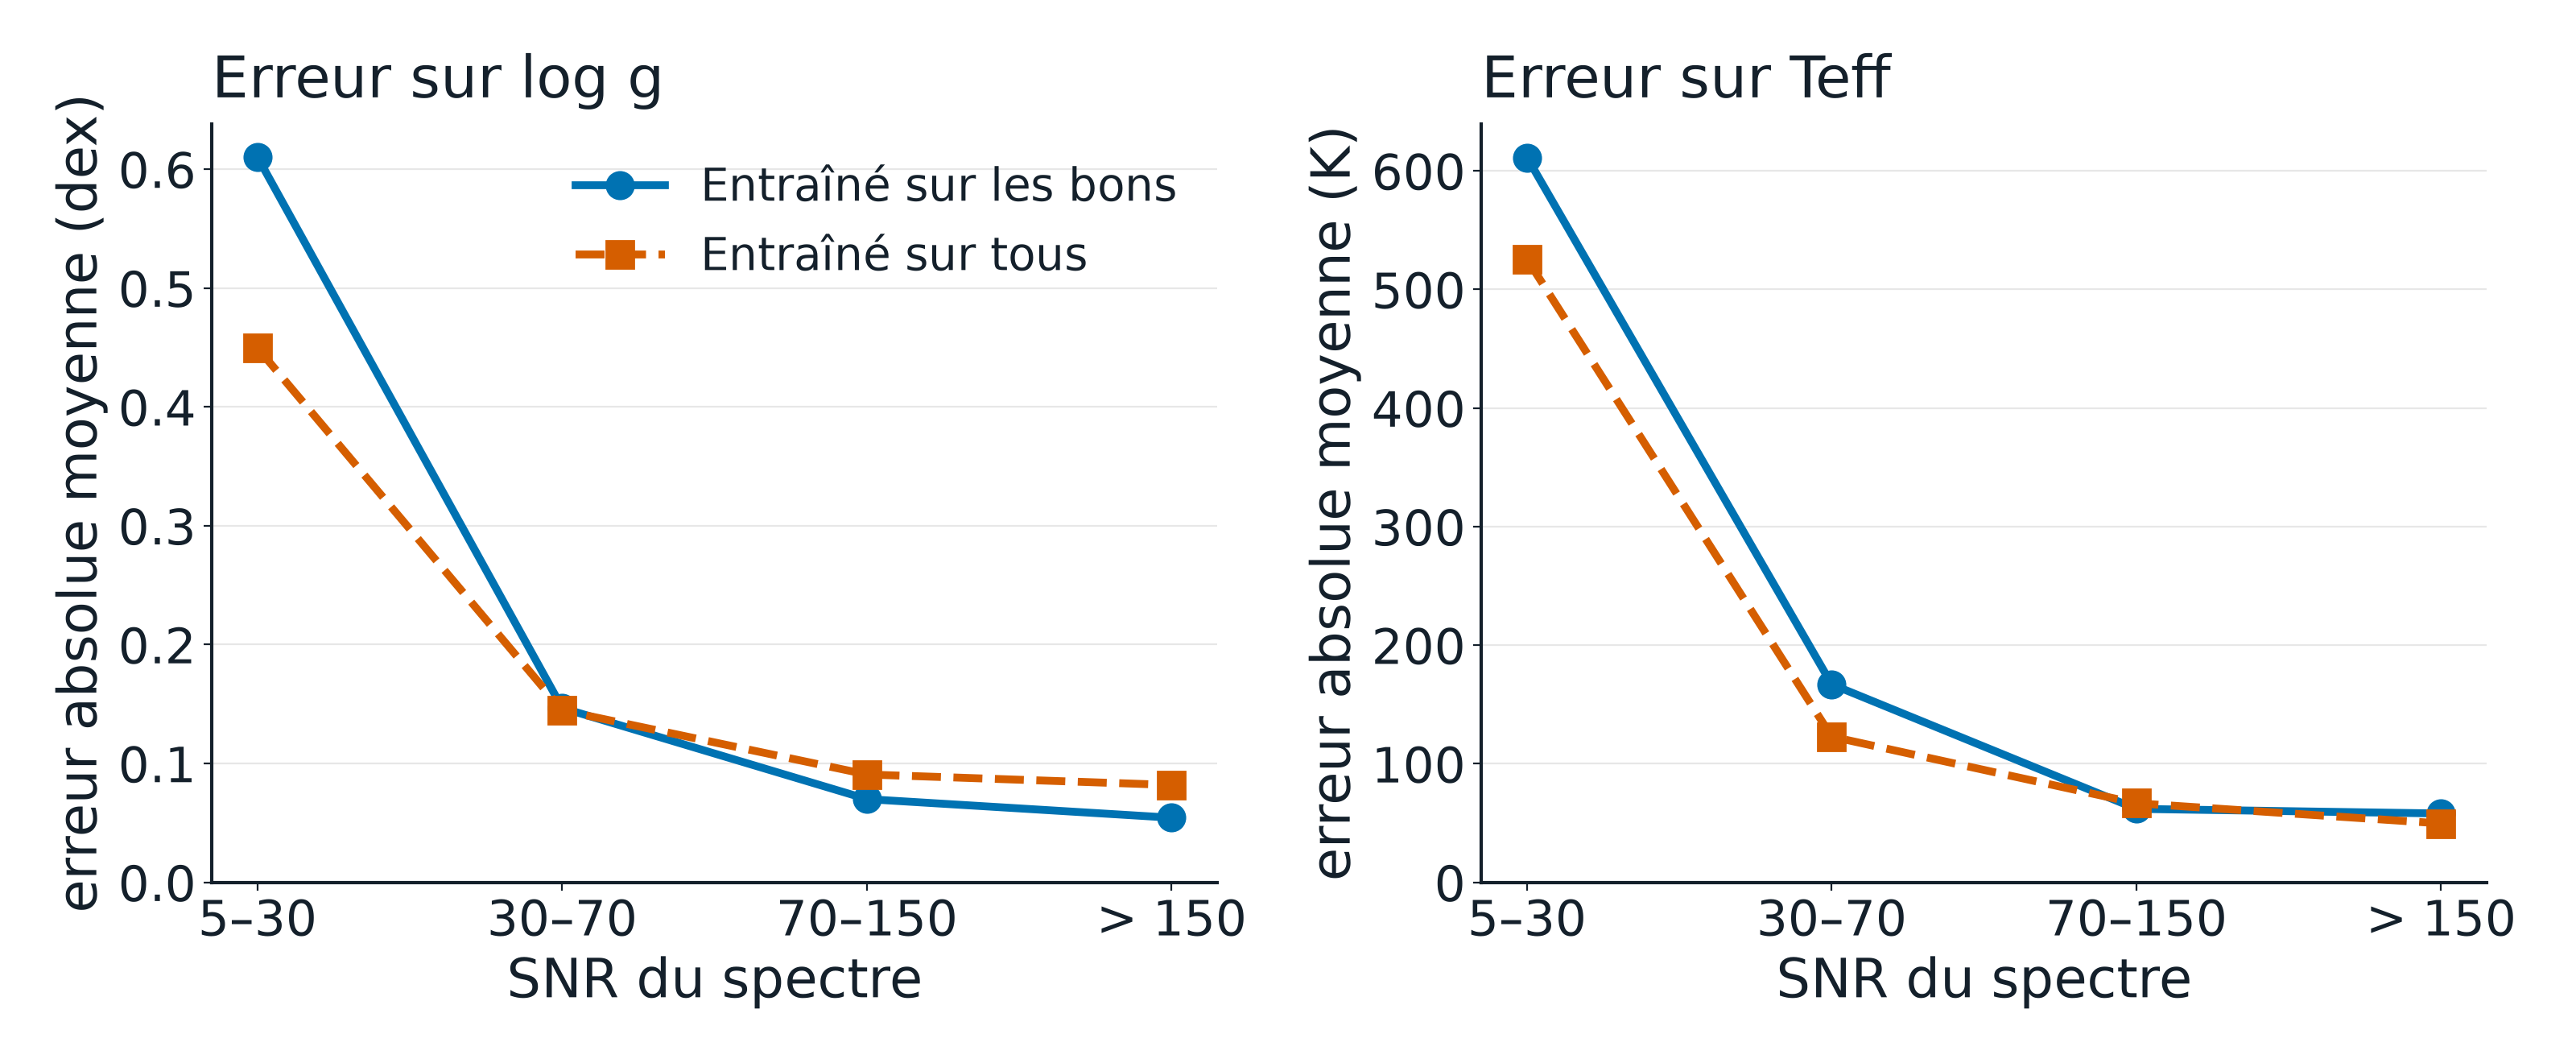 Erreur sur log g
erreur absolue moyenne (dex)
0.6
0.5
0.4
0.3
0.2
0.1
0.0
Entraîné sur les bons
Entraîné sur tous
5–30
30–70
70–150
> 150
SNR du spectre
Erreur sur Teff
erreur absolue moyenne (K)
600
500
400
300
200
100
0
5–30
30–70
70–150
> 150
SNR du spectre